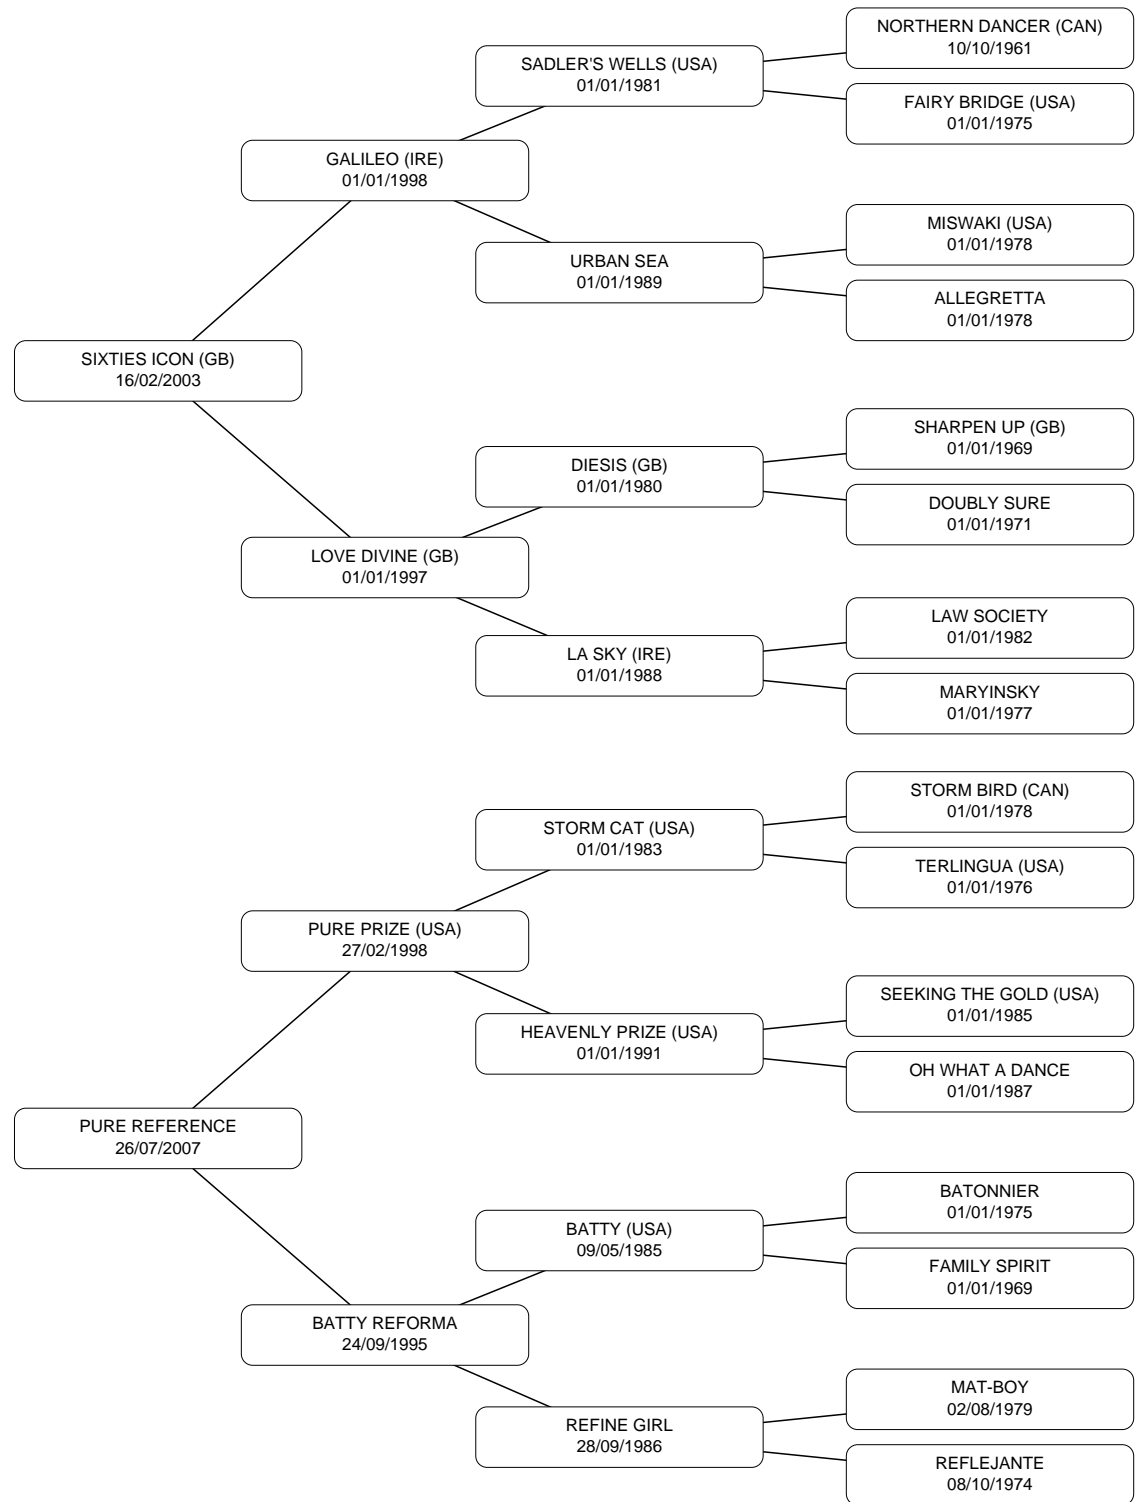 NORTHERN DANCER (CAN)
10/10/1961
SADLER'S WELLS (USA)
01/01/1981
FAIRY BRIDGE (USA)
01/01/1975
GALILEO (IRE)
01/01/1998
MISWAKI (USA)
01/01/1978
URBAN SEA
01/01/1989
ALLEGRETTA
01/01/1978
SIXTIES ICON (GB)
16/02/2003
SHARPEN UP (GB)
01/01/1969
DIESIS (GB)
01/01/1980
DOUBLY SURE
01/01/1971
LOVE DIVINE (GB)
01/01/1997
LAW SOCIETY
01/01/1982
LA SKY (IRE)
01/01/1988
MARYINSKY
01/01/1977
STORM BIRD (CAN)
01/01/1978
STORM CAT (USA)
01/01/1983
TERLINGUA (USA)
01/01/1976
PURE PRIZE (USA)
27/02/1998
SEEKING THE GOLD (USA)
01/01/1985
HEAVENLY PRIZE (USA)
01/01/1991
OH WHAT A DANCE
01/01/1987
PURE REFERENCE
26/07/2007
BATONNIER
01/01/1975
BATTY (USA)
09/05/1985
FAMILY SPIRIT
01/01/1969
BATTY REFORMA
24/09/1995
MAT-BOY
02/08/1979
REFINE GIRL
28/09/1986
REFLEJANTE
08/10/1974